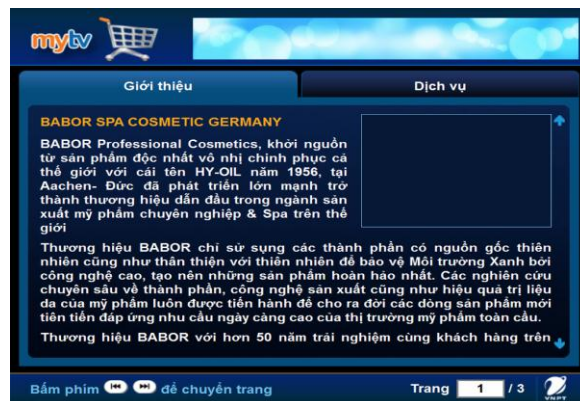 mytv
Giới thiệu
Dịch vụ
BABOR SPA COSMETIC GERMANY
BABOR Professional Cosmetics, khởi nguồn
từ sản phẩm độc nhất vô nhị chinh phục cả
thế giới với cái tên HY-OIL năm 1956, tại
Aachen- Đức đã phát triển lớn mạnh trở
thành thương hiệu dẫn đầu trong ngành sản
xuất mỹ phẩm chuyên nghiệp & Spa trên thế
giới
Thương hiệu BABOR chỉ sử sụng các thành phần có nguồn gốc thiên
nhiên cũng như thân thiện với thiên nhiên để bảo vệ Môi trường Xanh bởi
công nghệ cao, tạo nên những sản phẩm hoàn hảo nhất. Các nghiên cứu
chuyên sâu về thành phần, công nghệ sản xuất cũng như hiệu quả trị liệu
da của mỹ phẩm luôn được tiến hành để cho ra đời các dòng sản phẩm mới
tiên tiến đáp ứng nhu cầu ngày càng cao của thị trường mỹ phẩm toàn cầu.
Thương hiệu BABOR với hơn 50 năm trải nghiệm cùng khách hàng trên
Bấm phím để chuyển trang
Trang 1 / 3
VNPT